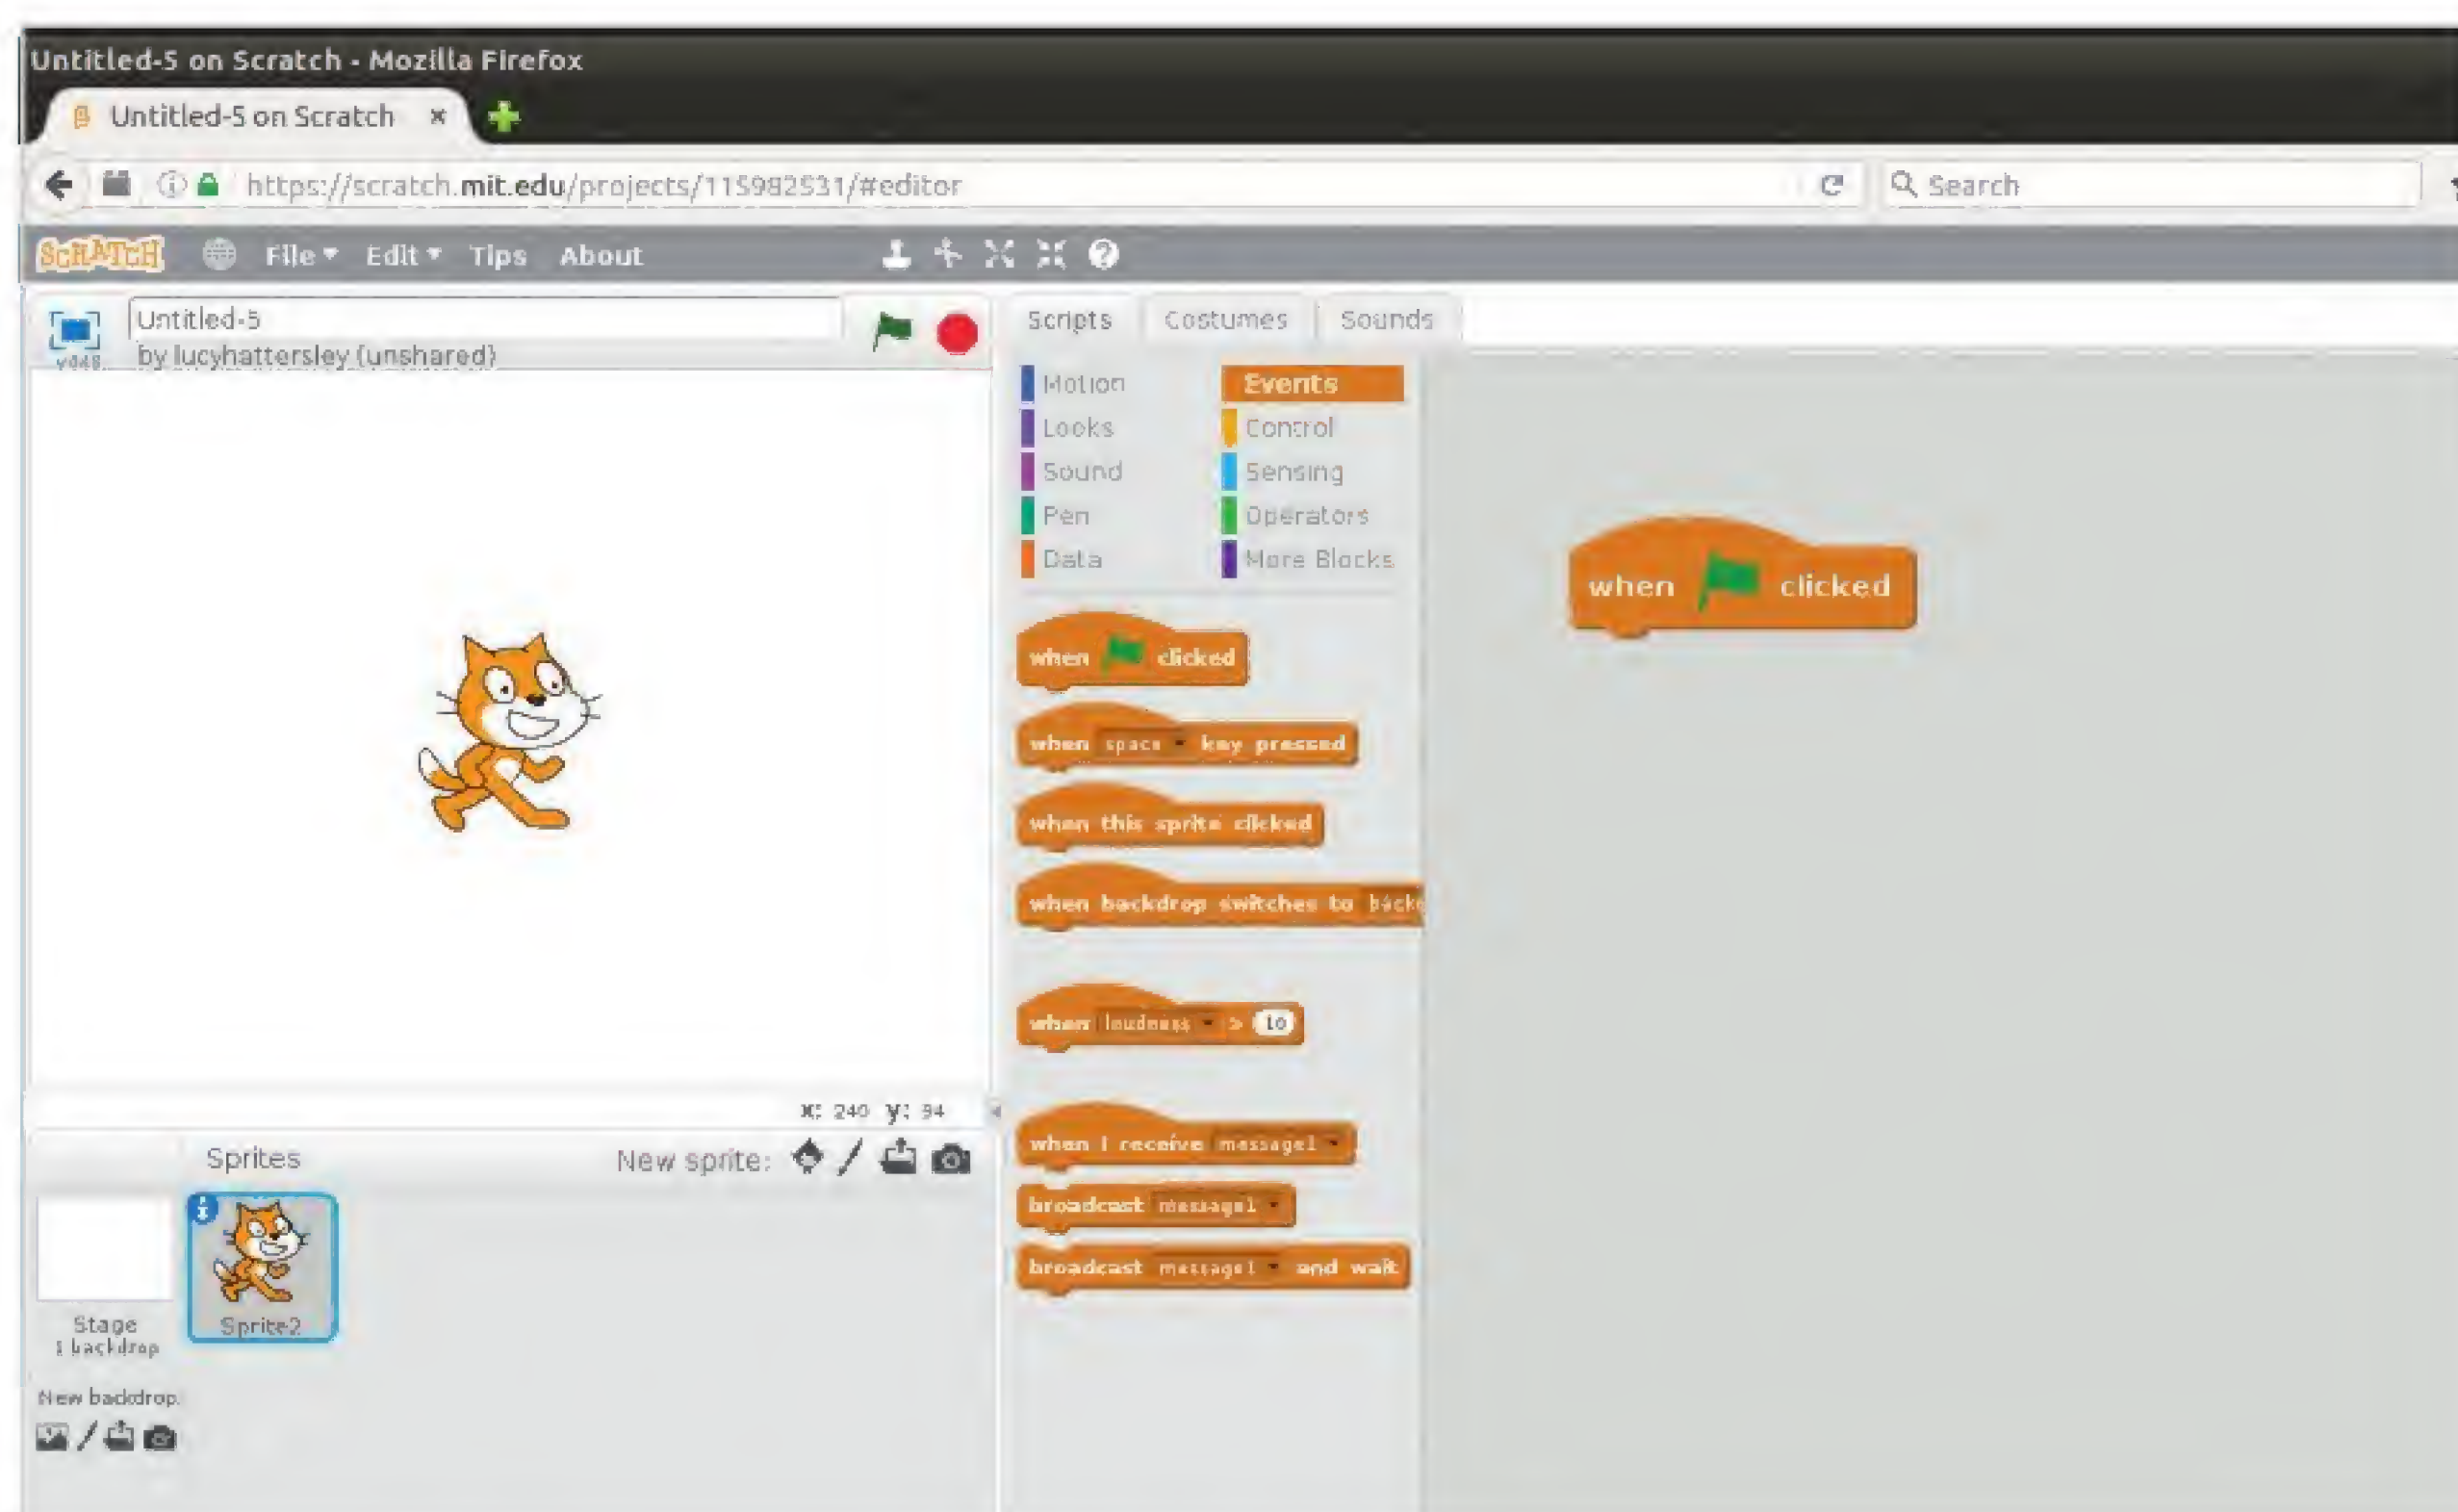 Untitled-5 on Scratch - Mozilla Firefox
Untitled-5 on Scratch
https://scratch.mit.edu/projects/115982531/#editor
Search
SCRATCH File Edit Tips About
Untitled-5
by lucyhattersley (unshared)
Scripts Costumes Sounds
Motion Events
Looks Control
Sound Sensing
Pen Operators
Data More Blocks
when clicked
when clicked
when space key pressed
when this sprite clicked
when backdrop switches to
when loudness > 10
when I receive message1
broadcast message1
broadcast message1 and wait
x: 240 y: 94
Sprites New sprite:
Stage
1 backdrop
Sprite2
New backdrop: